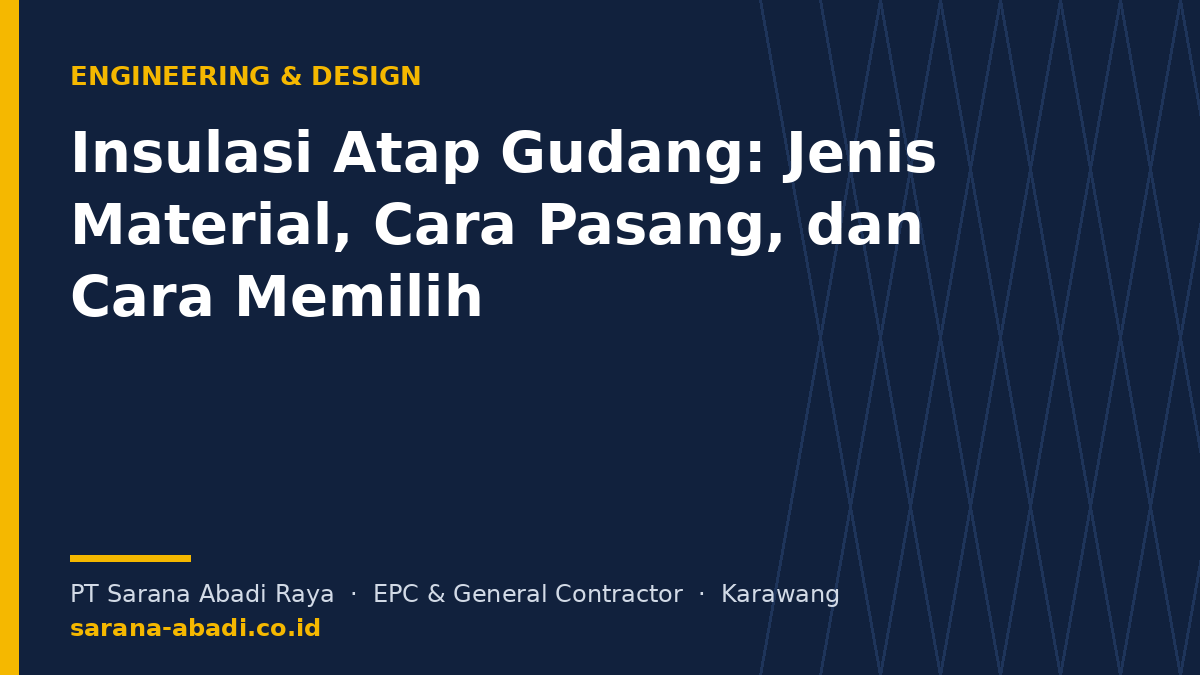 ENGINEERING & DESIGN
Insulasi Atap Gudang: Jenis
Material, Cara Pasang, dan
Cara Memilih
PT Sarana Abadi Raya · EPC & General Contractor · Karawang
sarana-abadi.co.id